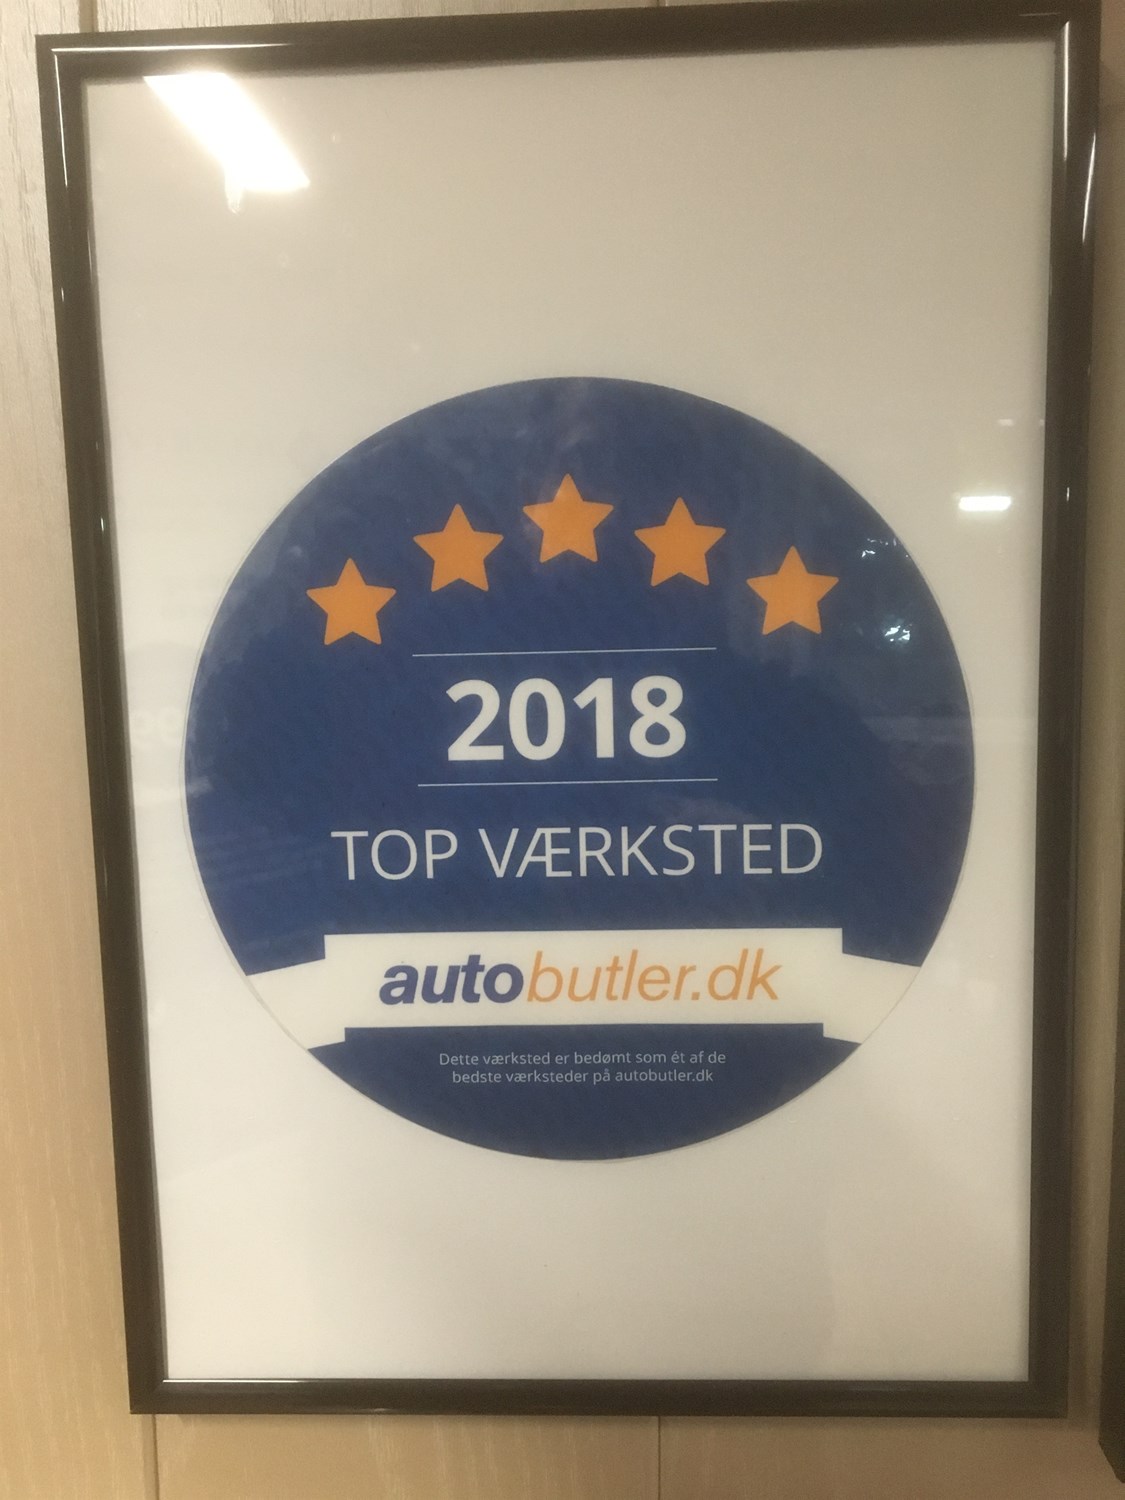 2018
TOP VÆRKSTED
autobutler.dk
Dette værksted er bedømt som ét af de
bedste værksteder på autobutler.dk